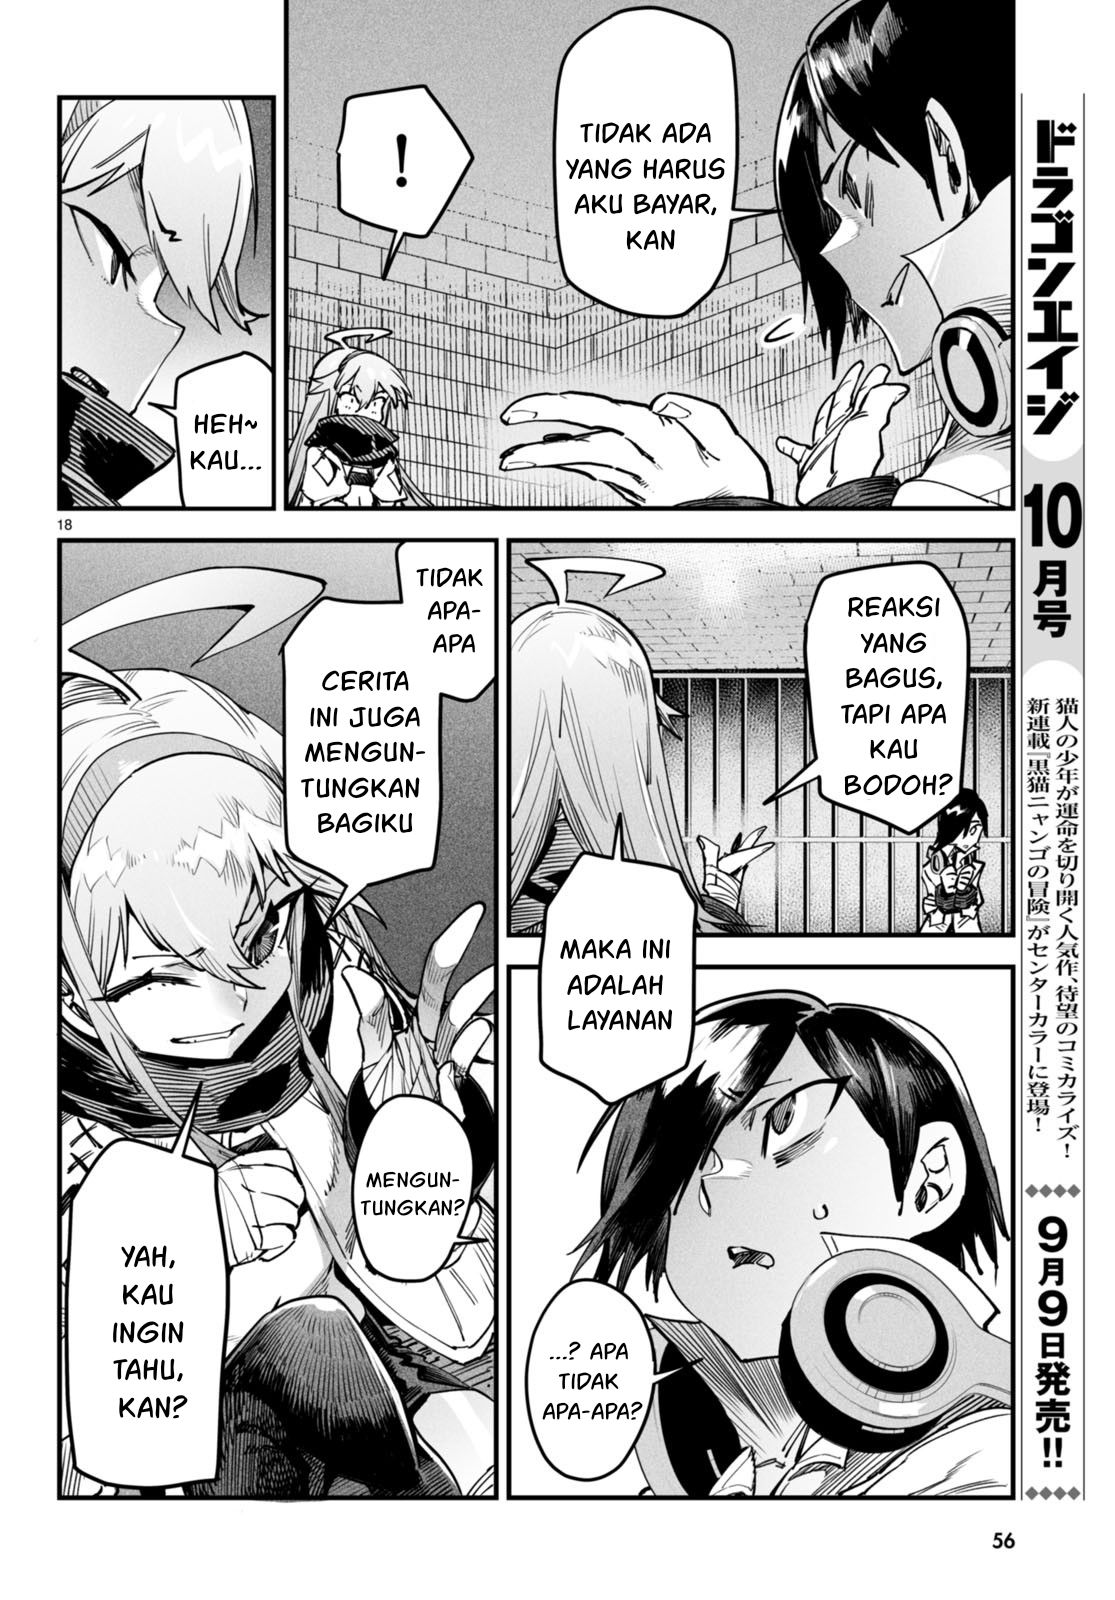 TIDAK ADA
YANG HARUS
AKU BAYAR,
KAN
!
HEH~
KAU...
18
REAKSI
YANG
BAGUS,
TAPI APA
KAU
BODOH?
MAKA INI
ADALAH
LAYANAN
...? APA
TIDAK
APA-APA?
TIDAK
APA-
APA
CERITA
INI JUGA
MENGUN-
TUNGKAN
BAGIKU
MENGUN-
TUNGKAN?
YAH,
KAU
INGIN
TAHU,
KAN?
ドラゴンエイジ
10月号
猫人の少年が運命を切り開く人気作、待望のコミカライズ！
新連載『黒猫ニャンゴの冒険』がセンターカラーに登場！
9月9日発売!!
56